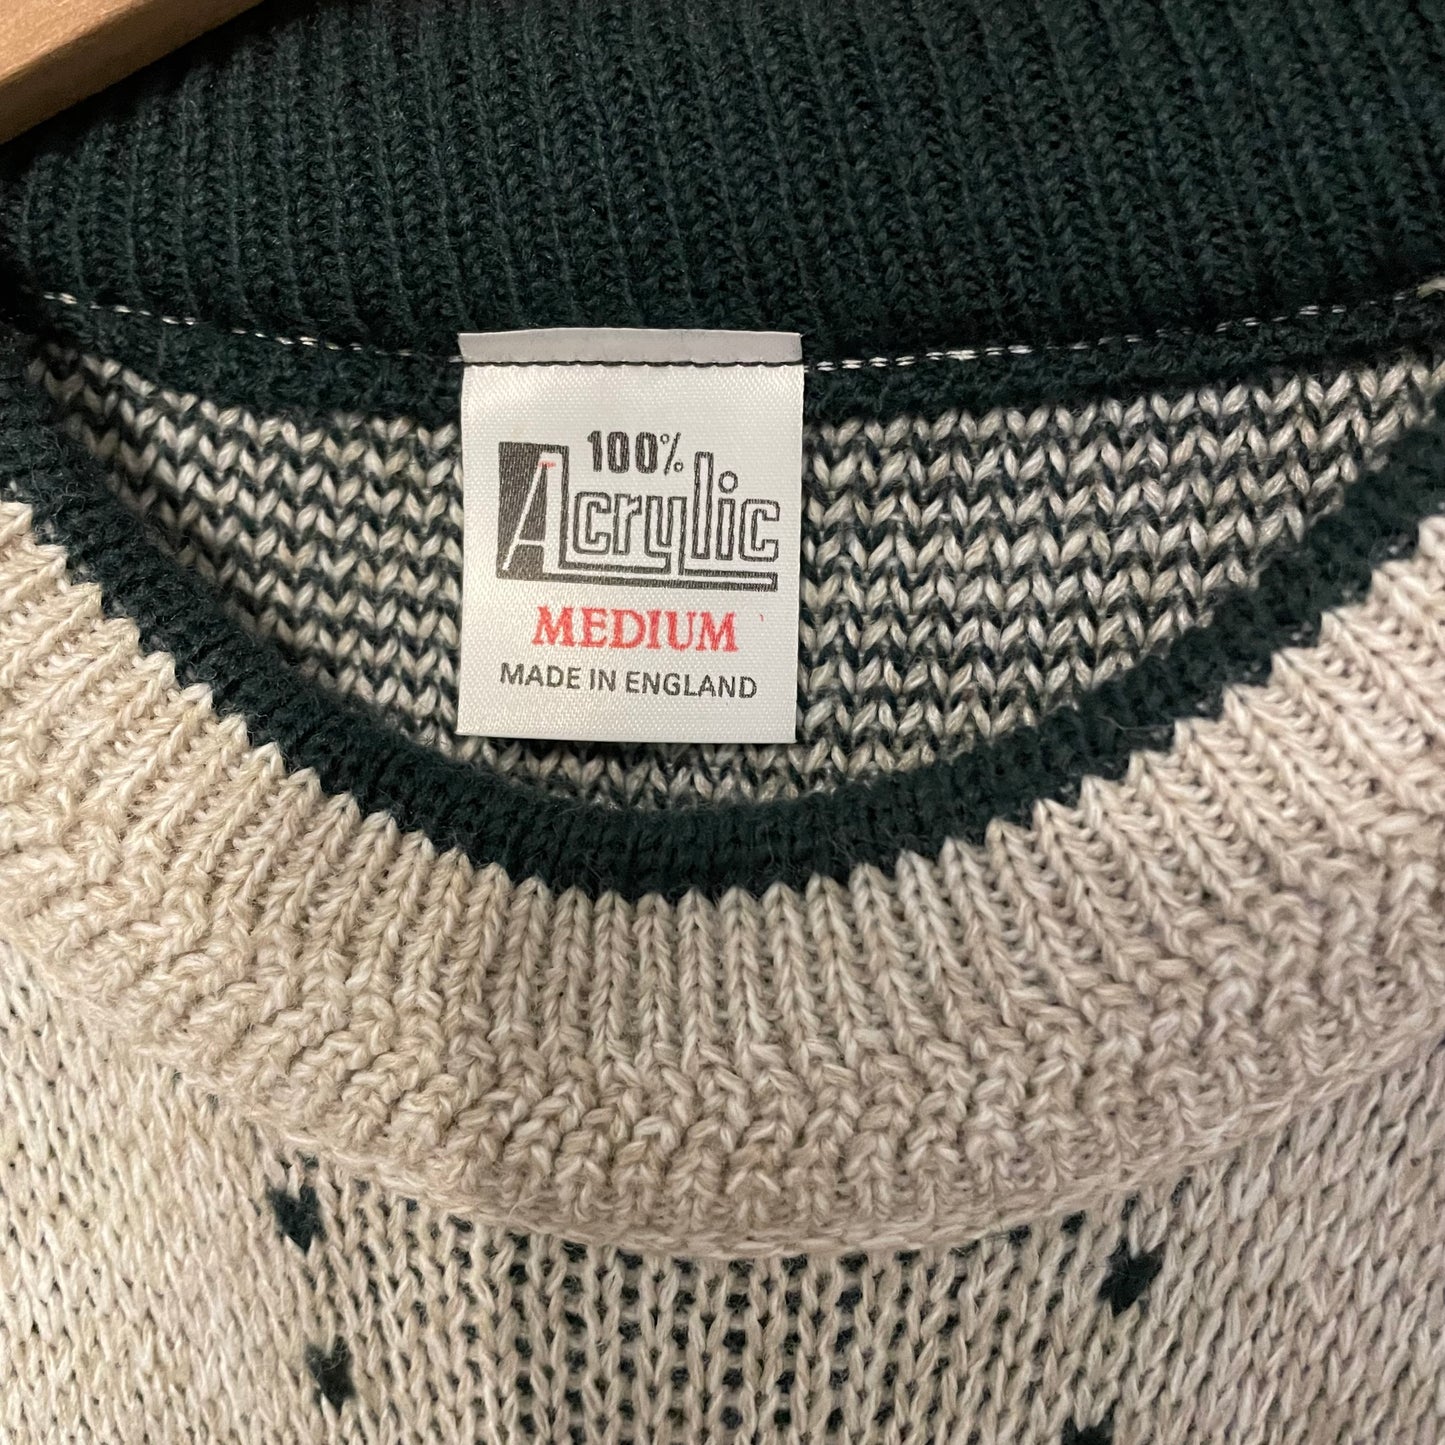 100%
Acrylic
MEDIUM
MADE IN ENGLAND